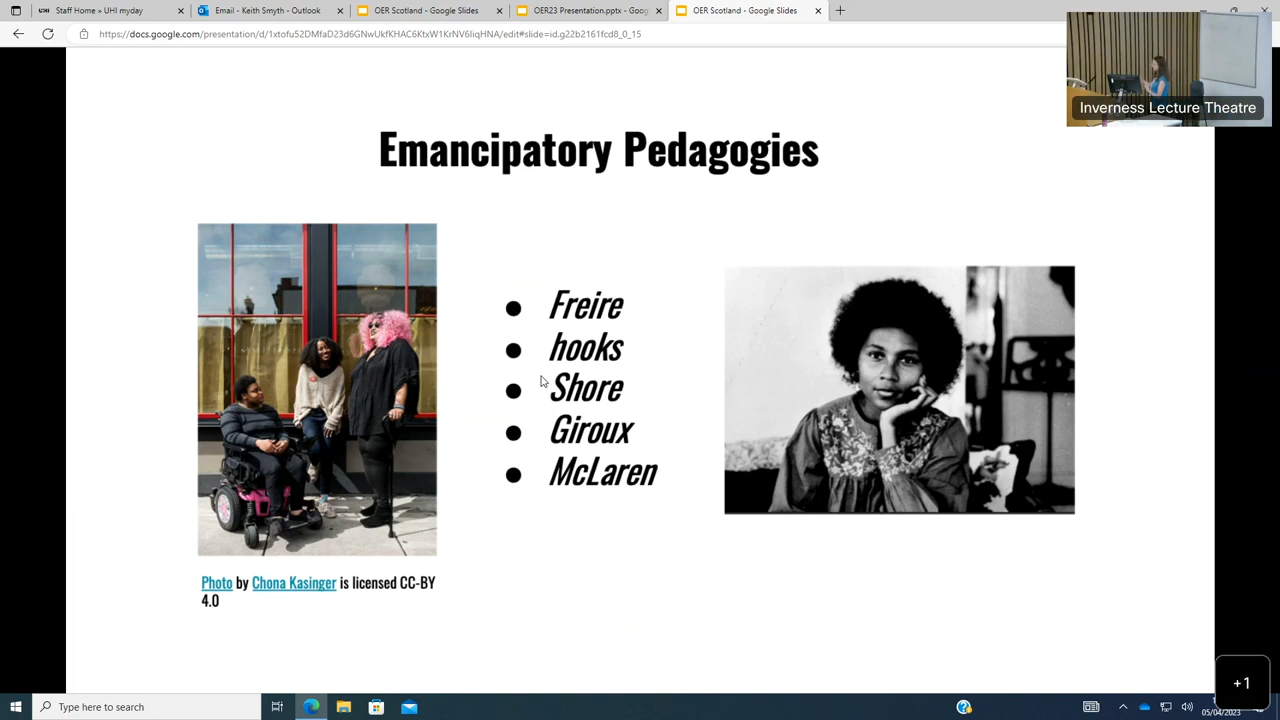 Staff Home » UHI myday
Email - Keith Smyth - Outlook
OER Scotland - Google Slides
OER23 Presentation.pptx - Goog
OER Scotland - Google Slides
https://docs.google.com/presentation/d/1xtofu52DMfaD23d6GNwUkfKHAC6KtxW1KrNV6IiqHNA/edit#slide=id.g22b2161fcd8_0_15
Inverness Lecture Theatre
Emancipatory Pedagogies
● Freire
● hooks
● Shore
● Giroux
● McLaren
Photo by Chona Kasinger is licensed CC-BY
4.0
+1
Type here to search
05/04/2023